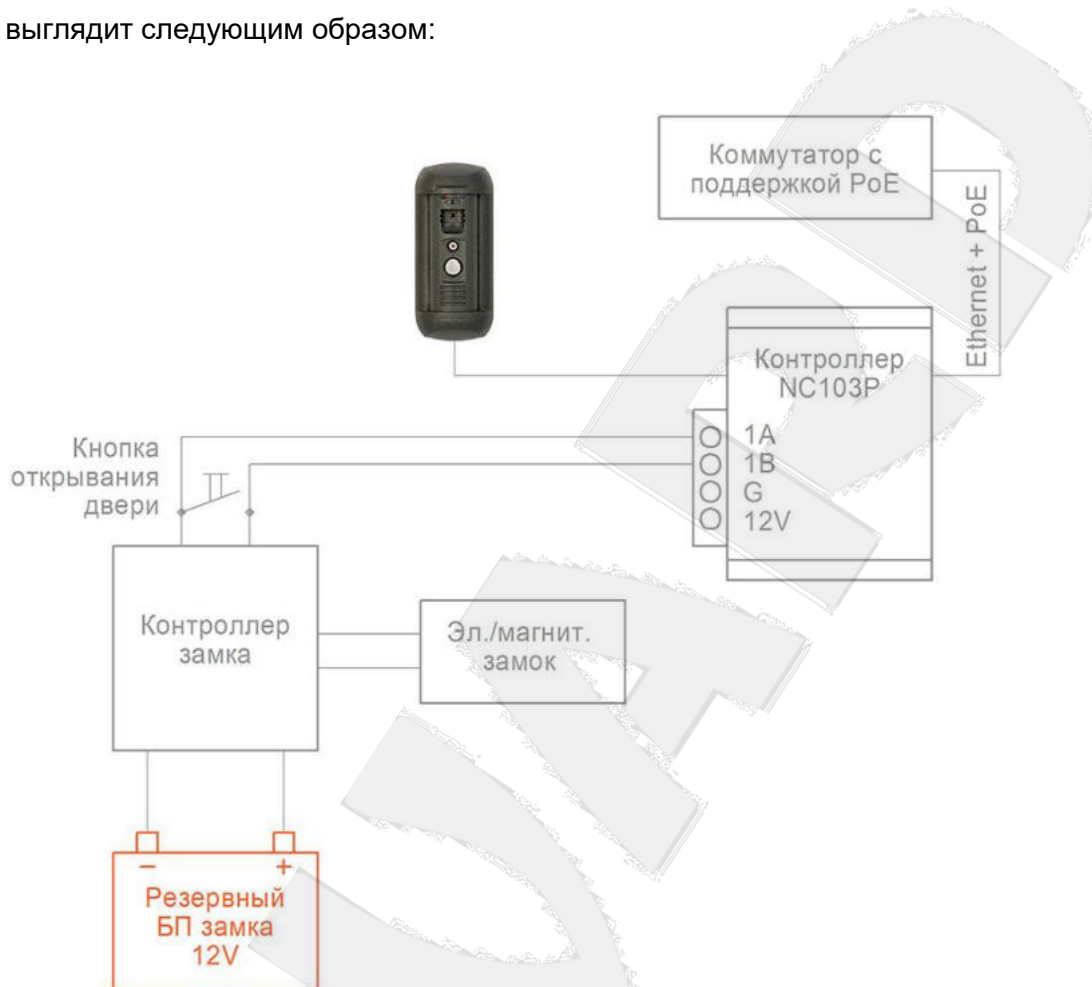 выглядит следующим образом:
Коммутатор с
поддержкой PoE
Ethernet + PoE
Контроллер
NC103P
1A
1B
G
12V
Кнопка
открывания
двери
Контроллер
замка
Эл./магнит.
замок
– +
Резервный
БП замка
12V